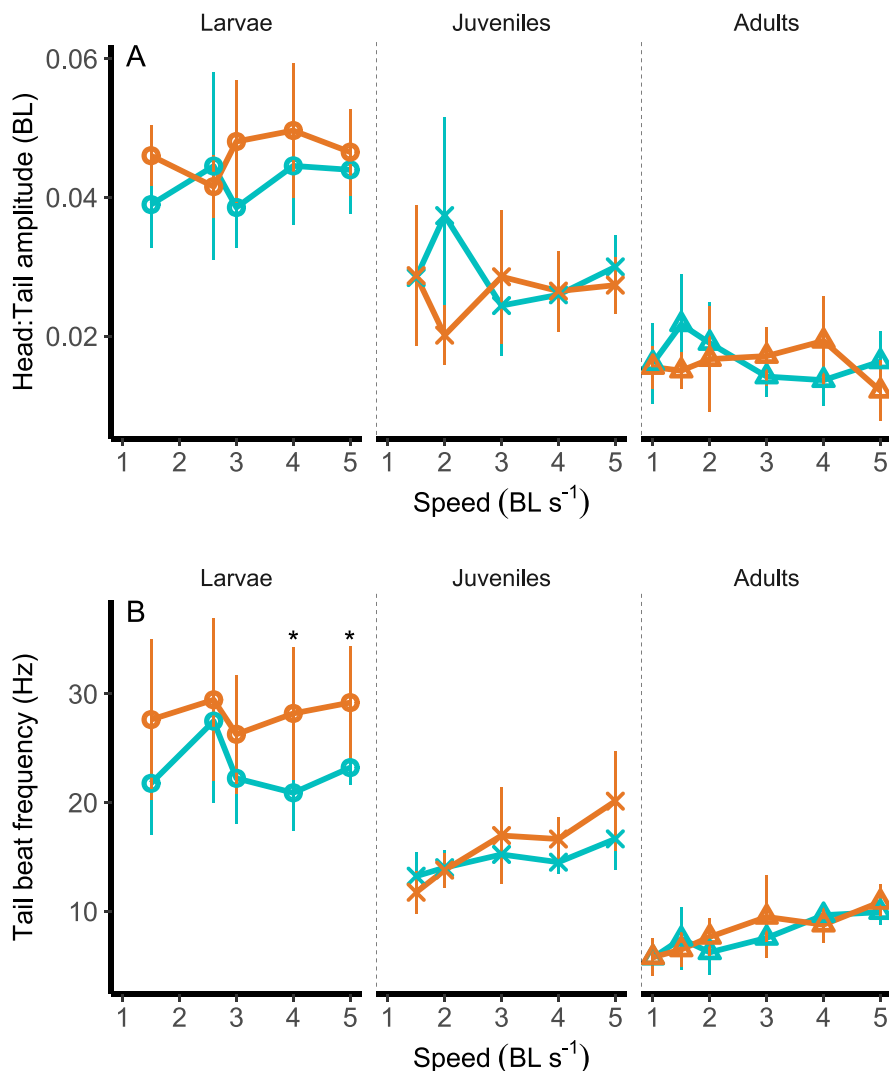 Larvae Juveniles Adults
A
Head:Tail amplitude (BL)
0.06
0.04
0.02
1 2 3 4 5 1 2 3 4 5 1 2 3 4 5
Speed (BL s⁻¹)
Larvae Juveniles Adults
B
* *
Tail beat frequency (Hz)
30
20
10
1 2 3 4 5 1 2 3 4 5 1 2 3 4 5
Speed (BL s⁻¹)